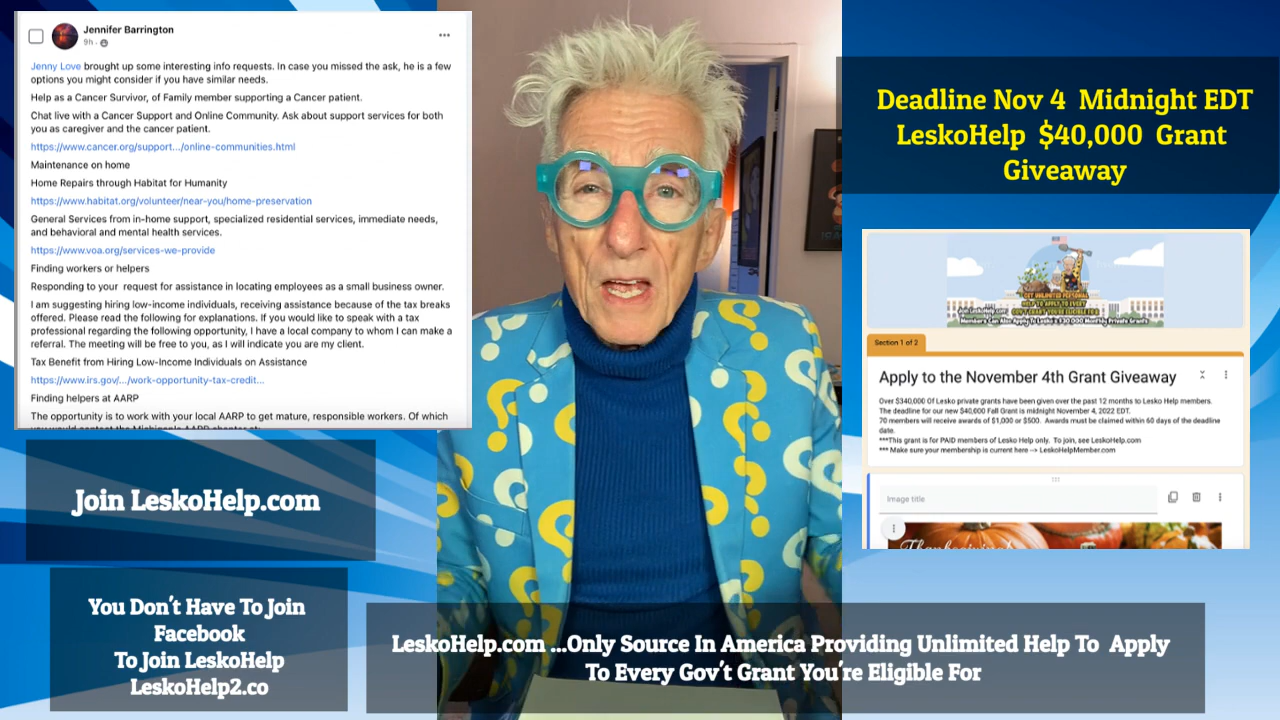 Jennifer Barrington
9h
Jenny Love brought up some interesting info requests. In case you missed the ask, he is a few
options you might consider if you have similar needs.
Help as a Cancer Survivor, of Family member supporting a Cancer patient.
Chat live with a Cancer Support and Online Community. Ask about support services for both
you as caregiver and the cancer patient.
https://www.cancer.org/support.../online-communities.html
Maintenance on home
Home Repairs through Habitat for Humanity
https://www.habitat.org/volunteer/near-you/home-preservation
General Services from in-home support, specialized residential services, immediate needs,
and behavioral and mental health services.
https://www.voa.org/services-we-provide
Finding workers or helpers
Responding to your request for assistance in locating employees as a small business owner.
I am suggesting hiring low-income individuals, receiving assistance because of the tax breaks
offered. Please read the following for explanations. If you would like to speak with a tax
professional regarding the following opportunity, I have a local company to whom I can make a
referral. The meeting will be free to you, as I will indicate you are my client.
Tax Benefit from Hiring Low-Income Individuals on Assistance
https://www.irs.gov/.../work-opportunity-tax-credit...
Finding helpers at AARP
The opportunity is to work with your local AARP to get mature, responsible workers. Of which
Join LeskoHelp.com
You Don't Have To Join
Facebook
To Join LeskoHelp
LeskoHelp2.co
LeskoHelp.com ...Only Source In America Providing Unlimited Help To Apply
To Every Gov't Grant You're Eligible For
Deadline Nov 4 Midnight EDT
LeskoHelp $40,000 Grant
Giveaway
Section 1 of 2
Apply to the November 4th Grant Giveaway
Over $340,000 Of Lesko private grants have been given over the past 12 months to Lesko Help members.
The deadline for our new $40,000 Fall Grant is midnight November 4, 2022 EDT.
70 members will receive awards of $1,000 or $500. Awards must be claimed within 60 days of the deadline
date.
***This grant is for PAID members of Lesko Help only. To join, see LeskoHelp.com
*** Make sure your membership is current here --> LeskoHelpMember.com
Image title
Thanksgiving